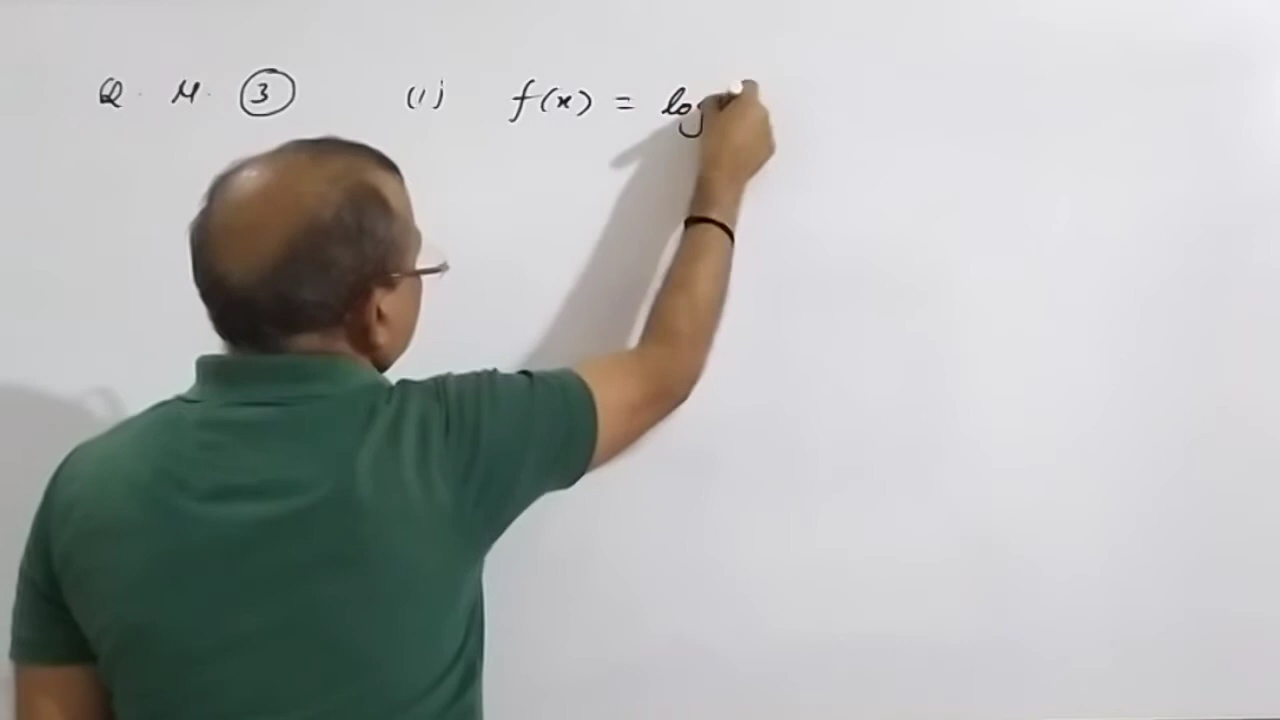 Q. M. 3 (1) f(x) = log